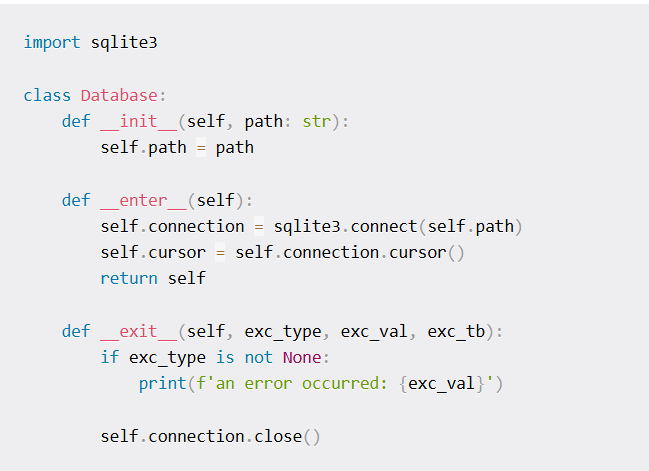 import sqlite3

class Database:
    def __init__(self, path: str):
        self.path = path

    def __enter__(self):
        self.connection = sqlite3.connect(self.path)
        self.cursor = self.connection.cursor()
        return self

    def __exit__(self, exc_type, exc_val, exc_tb):
        if exc_type is not None:
            print(f'an error occurred: {exc_val}')

        self.connection.close()